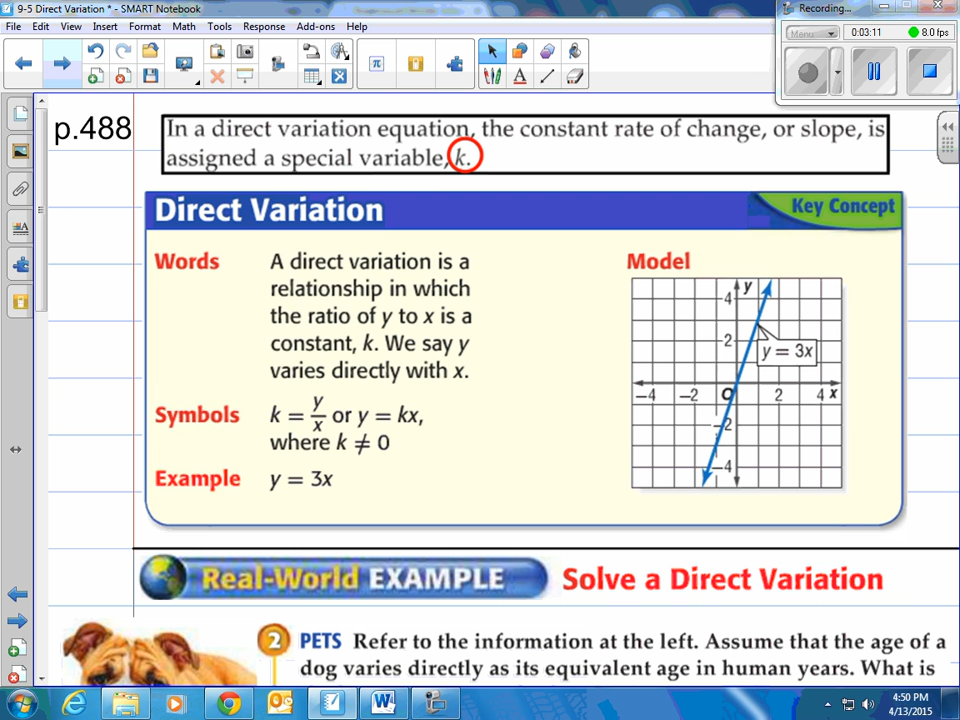 9-5 Direct Variation * - SMART Notebook
Recording...
File Edit View Insert Format Math Tools Response Add-ons Help
Menu
0:03:11
8.0 fps
p.488
In a direct variation equation, the constant rate of change, or slope, is
assigned a special variable, k.
Direct Variation
Key Concept
Words
A direct variation is a
relationship in which
the ratio of y to x is a
constant, k. We say y
varies directly with x.
Symbols
k = y/x or y = kx,
where k ≠ 0
Example
y = 3x
Model
y
4
2
y = 3x
−4 −2 O 2 4 x
−2
−4
Real-World EXAMPLE
Solve a Direct Variation
2 PETS Refer to the information at the left. Assume that the age of a
dog varies directly as its equivalent age in human years. What is
4:50 PM
4/13/2015